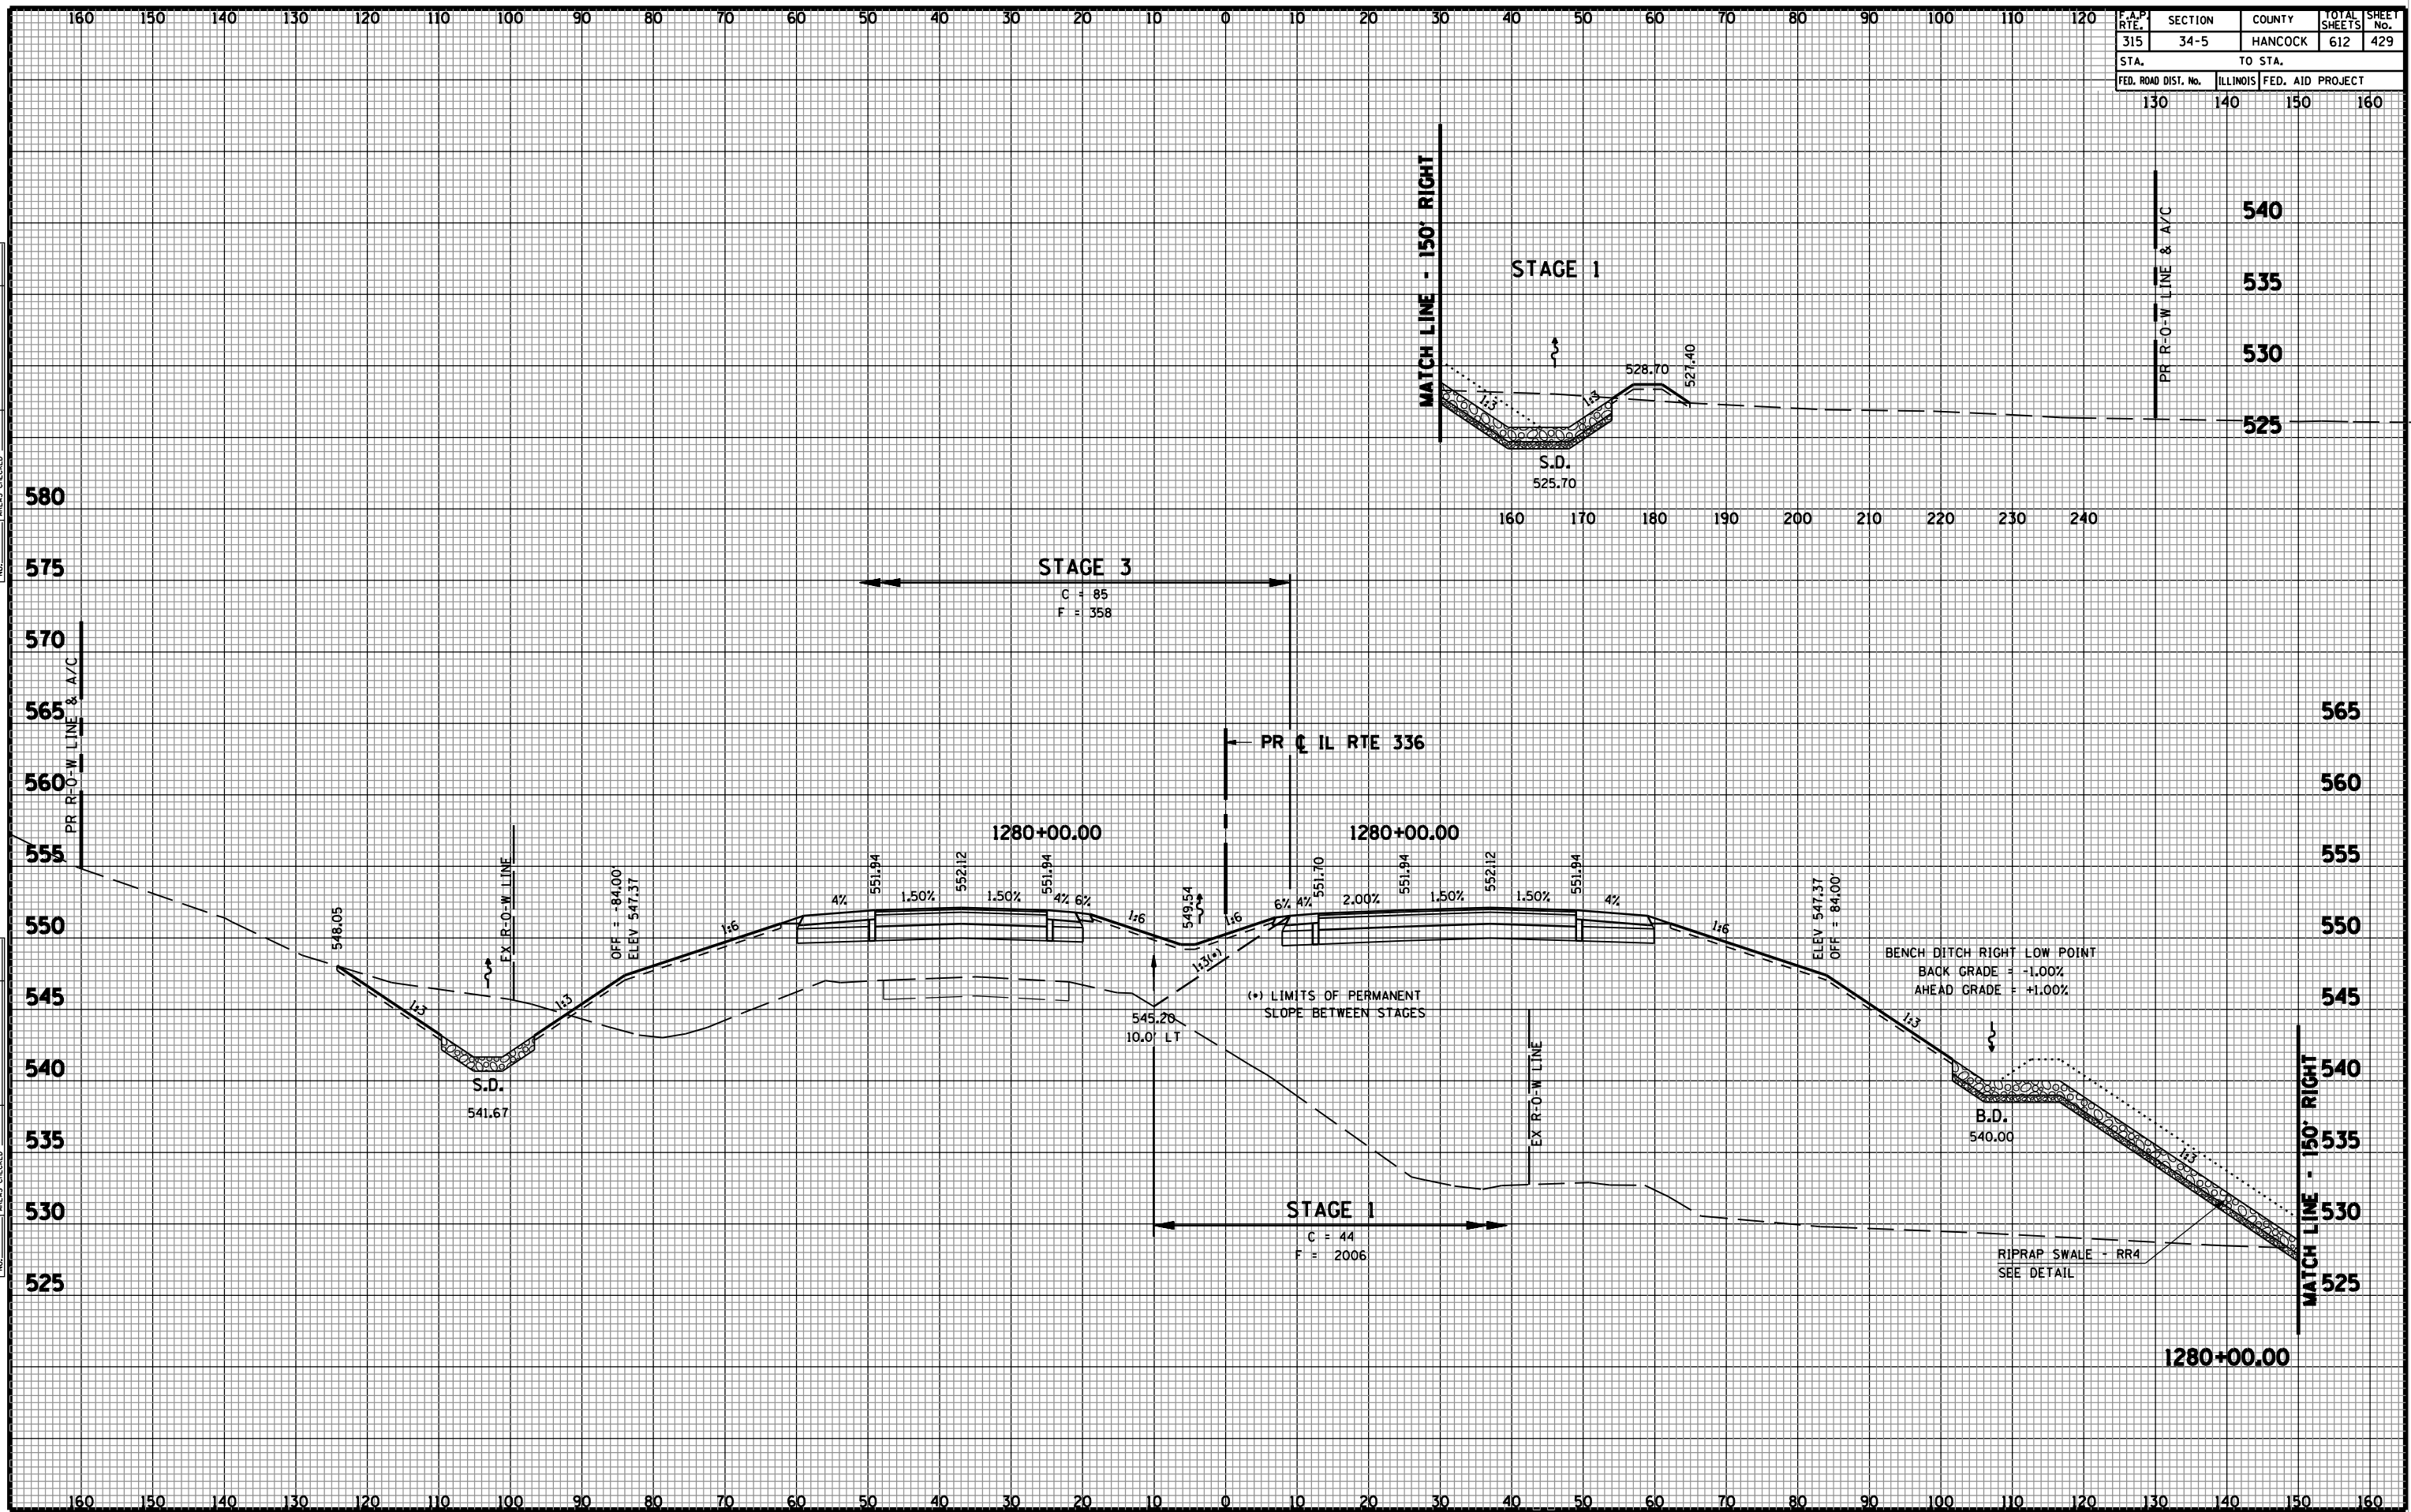 160 150 140 130 120 110 100 90 80 70 60 50 40 30 20 10 0 10 20 30 40 50 60 70 80 90 100 110 120
F.A.P. RTE. SECTION COUNTY TOTAL SHEETS SHEET No.
315 34-5 HANCOCK 612 429
STA. TO STA.
FED. ROAD DIST. No. ILLINOIS FED. AID PROJECT
130 140 150 160
MATCH LINE - 150' RIGHT
STAGE 1
PR R-O-W LINE & A/C
540
535
530
525
528.70
527.40
1:3
1:3
S.D.
525.70
160 170 180 190 200 210 220 230 240
580
575
570
565
560
555
550
545
540
535
530
525
STAGE 3
C = 85
F = 358
PR R-O-W LINE & A/C
PR ℄ IL RTE 336
1280+00.00
1280+00.00
548.05
EX R-O-W LINE
OFF = -84.00'
ELEV 547.37
1:3
1:3
S.D.
541.67
1:6
4%
551.94
1.50%
552.12
1.50%
551.94
4% 6%
1:6
549.54
1:6
6% 4%
551.70
2.00%
551.94
1.50%
552.12
1.50%
551.94
4%
1:6
1:3(•)
(•) LIMITS OF PERMANENT
SLOPE BETWEEN STAGES
545.20
10.0' LT
EX R-O-W LINE
ELEV 547.37
OFF = 84.00'
1:3
BENCH DITCH RIGHT LOW POINT
BACK GRADE = -1.00%
AHEAD GRADE = +1.00%
B.D.
540.00
1:3
STAGE 1
C = 44
F = 2006
RIPRAP SWALE - RR4
SEE DETAIL
MATCH LINE - 150' RIGHT
565
560
555
550
545
540
535
530
525
1280+00.00
160 150 140 130 120 110 100 90 80 70 60 50 40 30 20 10 0 10 20 30 40 50 60 70 80 90 100 110 120 130 140 150 160